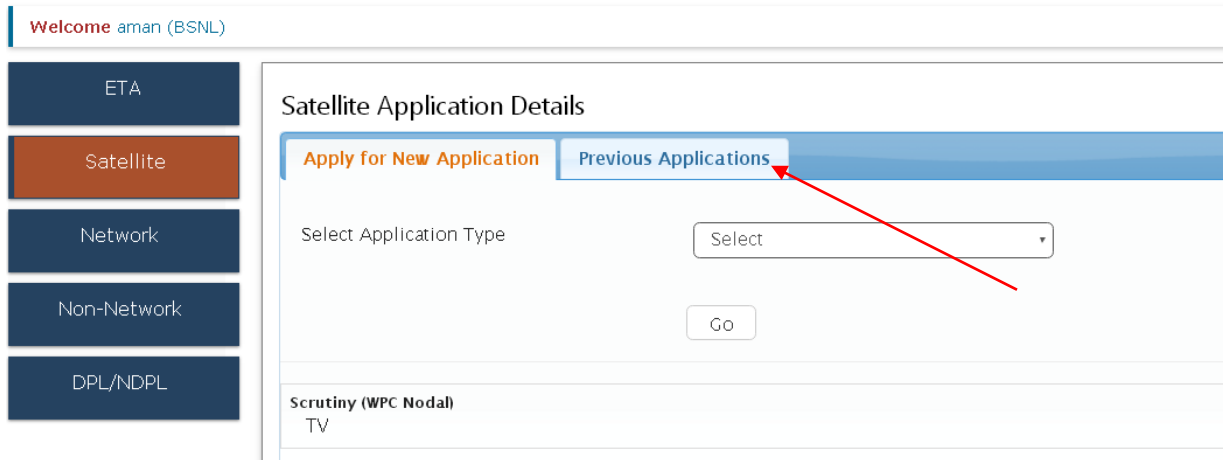 Welcome aman (BSNL)
ETA
Satellite
Network
Non-Network
DPL/NDPL
Satellite Application Details
Apply for New Application
Previous Applications
Select Application Type
Select
Go
Scrutiny (WPC Nodal)
TV